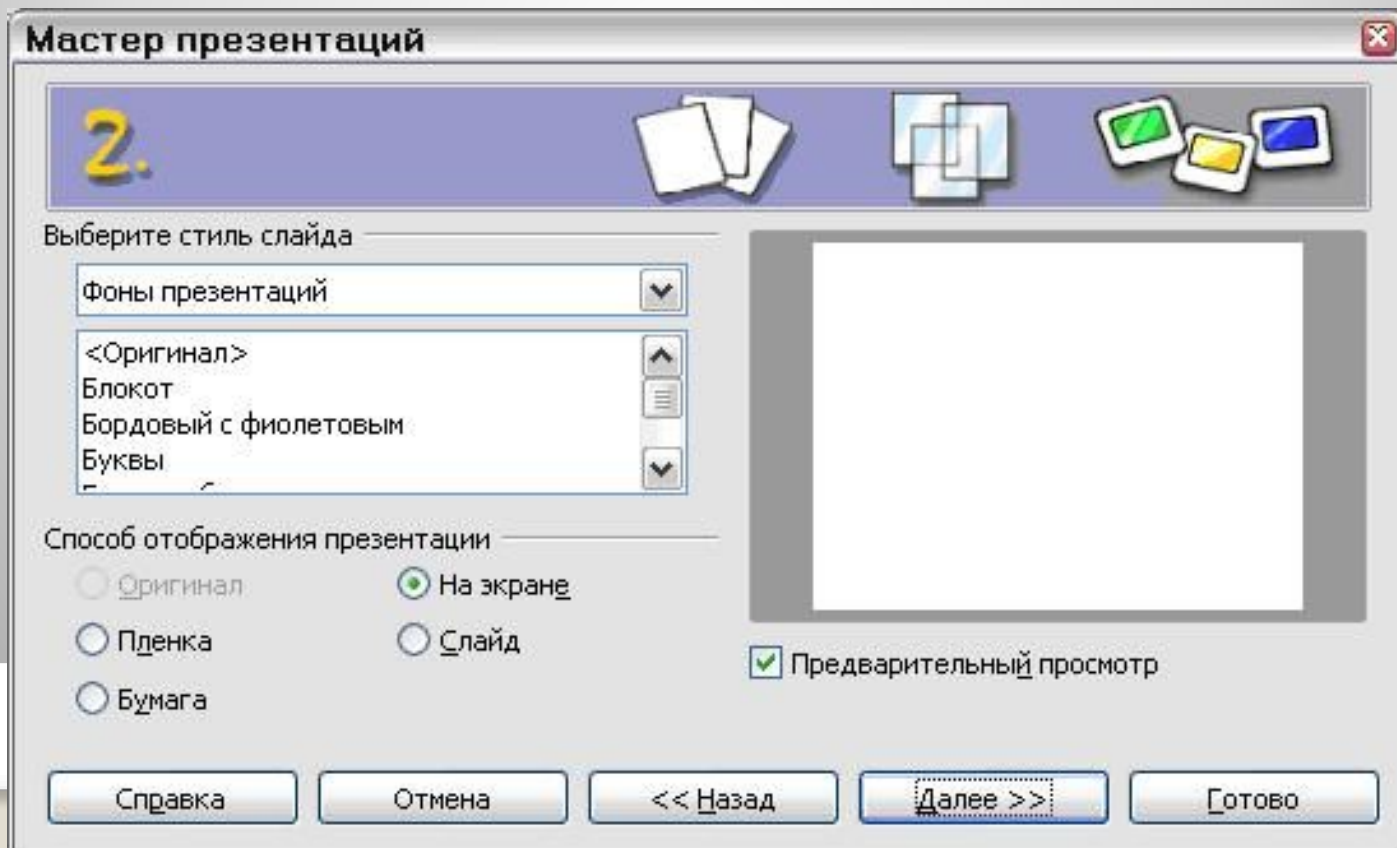 Мастер презентаций
2.
Выберите стиль слайда
Фоны презентаций
<Оригинал>
Блокот
Бордовый с фиолетовым
Буквы
Способ отображения презентации
Оригинал
На экране
Пленка
Слайд
Бумага
Предварительный просмотр
Справка Отмена << Назад Далее >> Готово